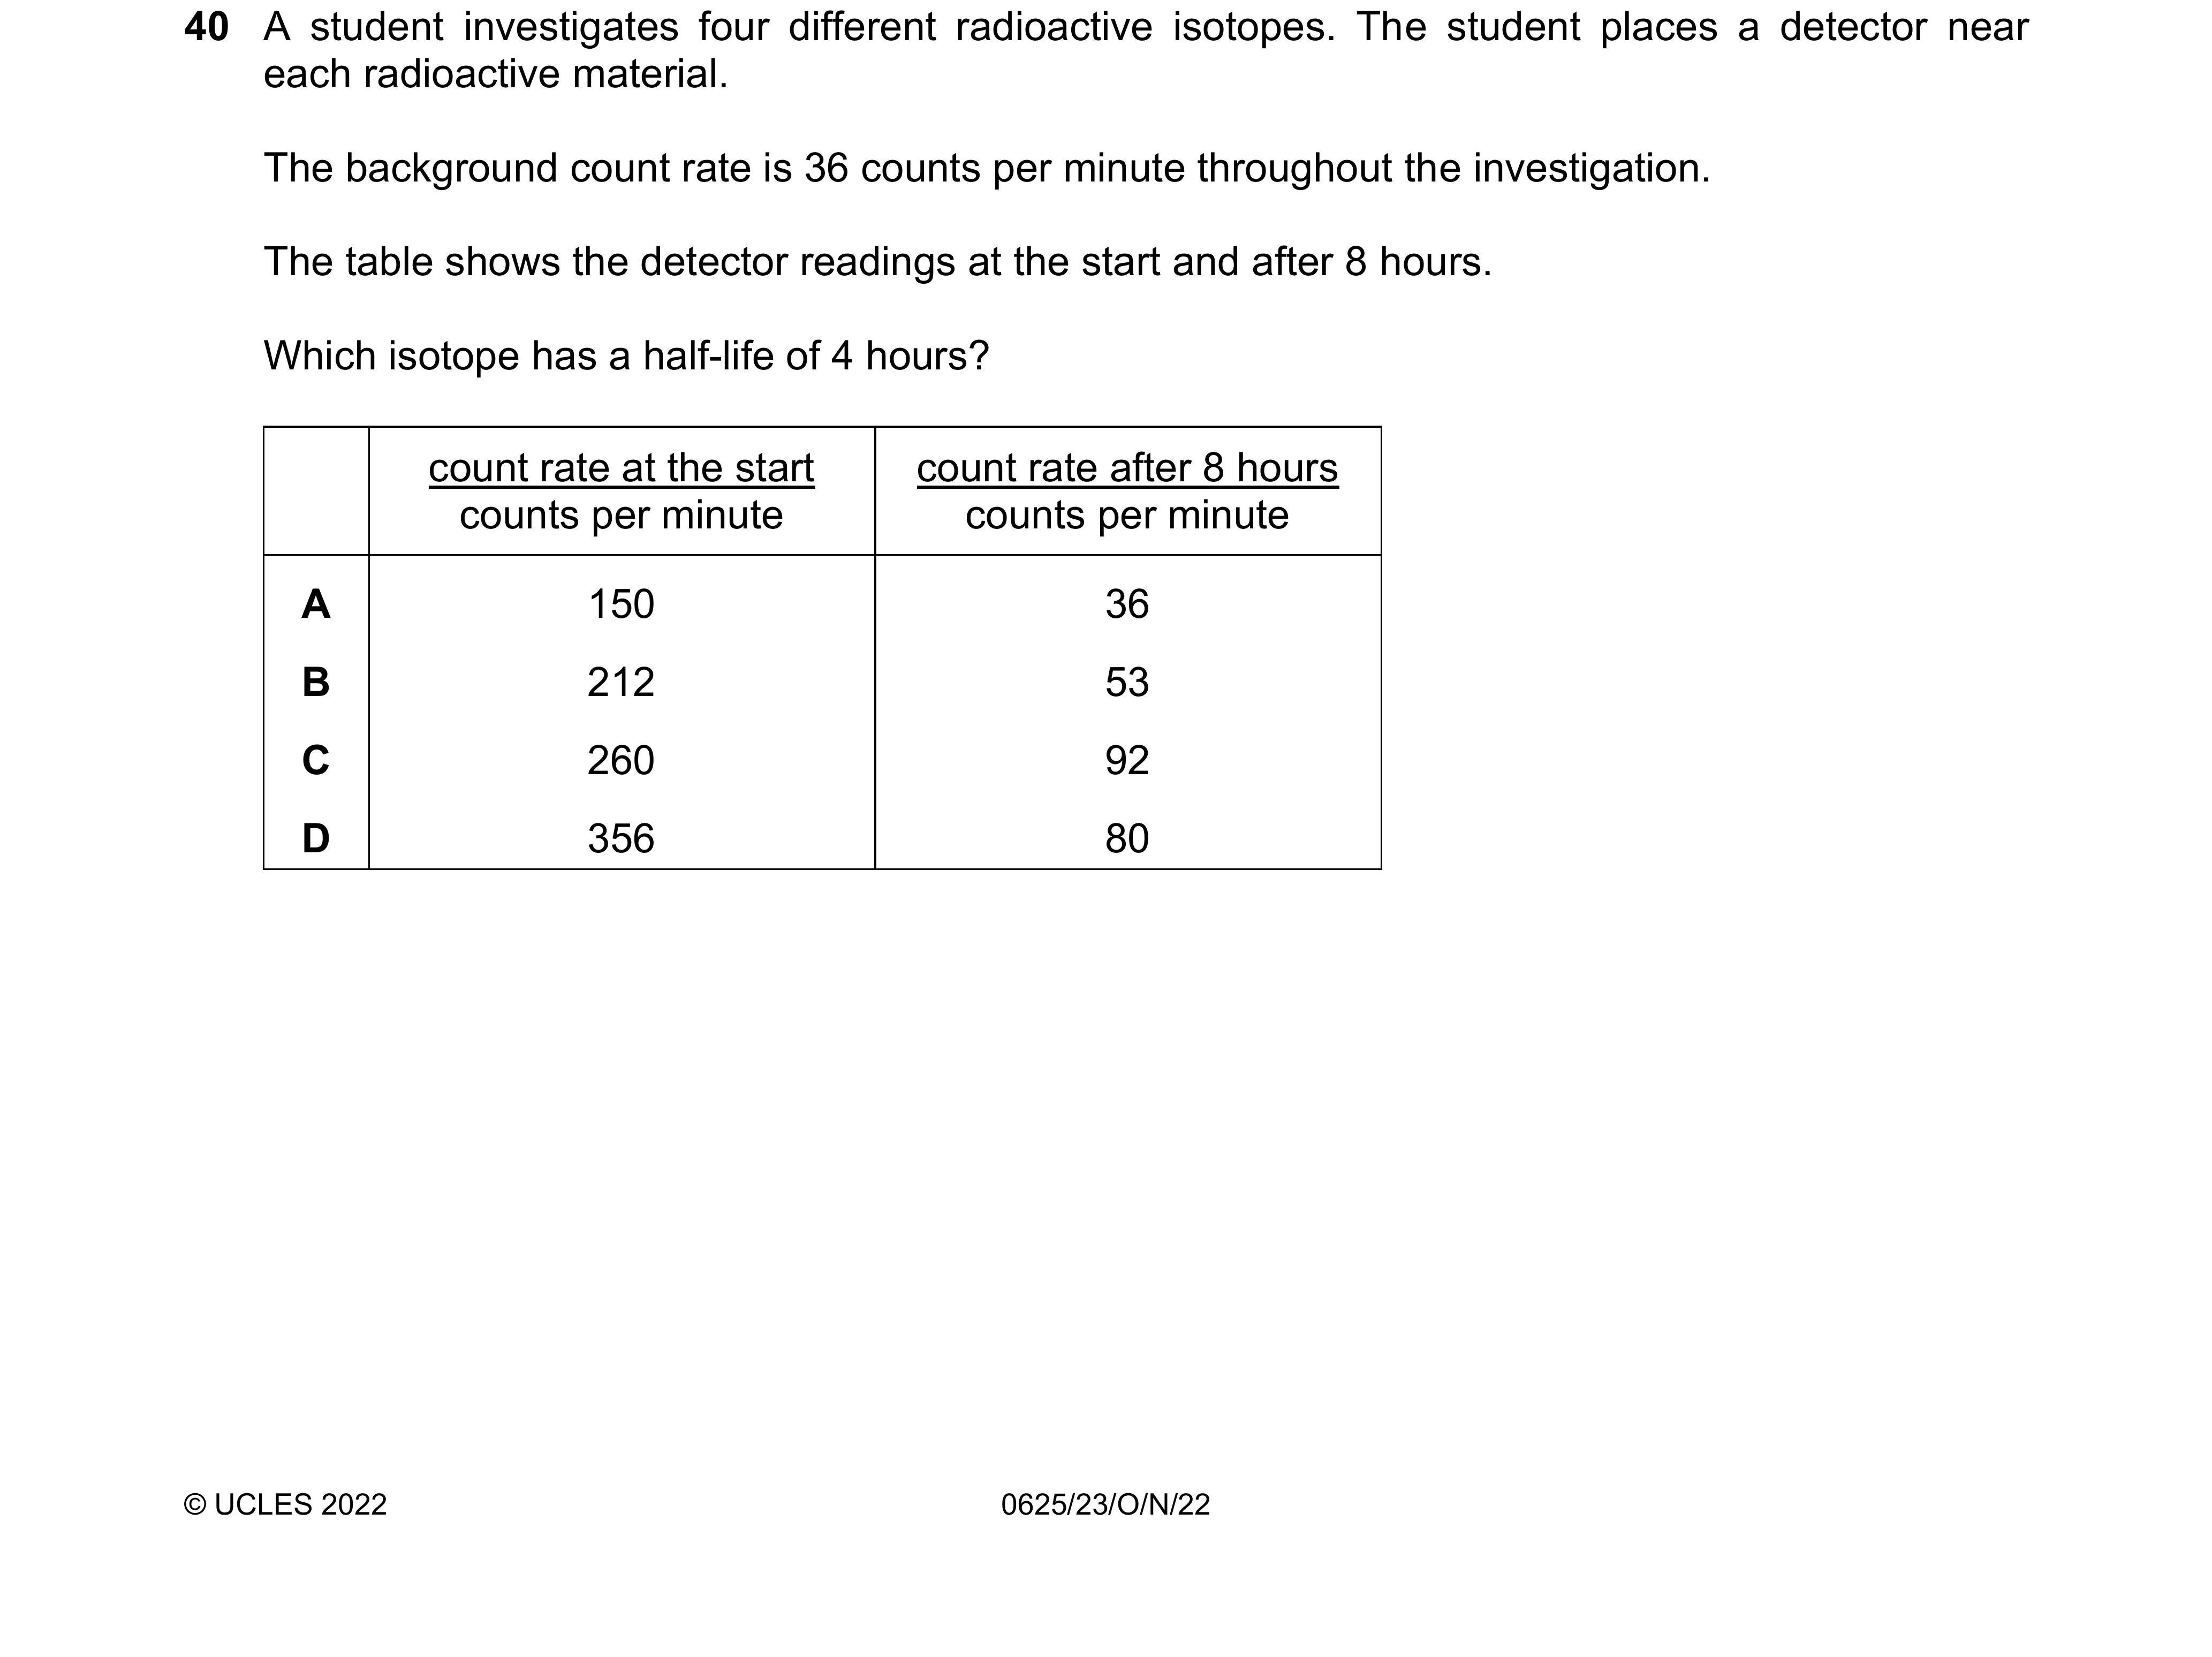 40 A student investigates four different radioactive isotopes. The student places a detector near
each radioactive material.
The background count rate is 36 counts per minute throughout the investigation.
The table shows the detector readings at the start and after 8 hours.
Which isotope has a half-life of 4 hours?
count rate at the start count rate after 8 hours
counts per minute counts per minute
A 150 36
B 212 53
C 260 92
D 356 80
© UCLES 2022 0625/23/O/N/22